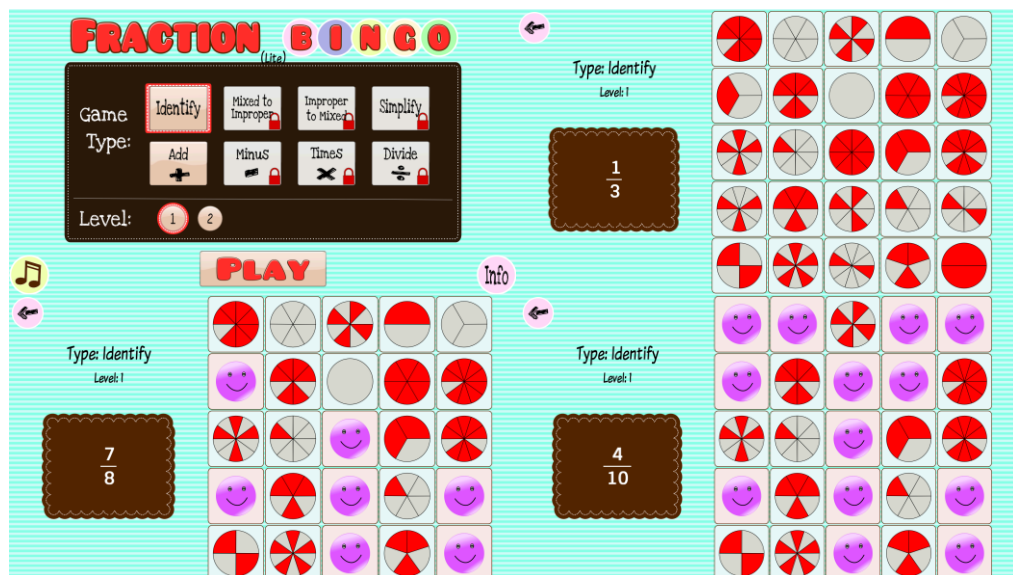 FRACTION BINGO
(Lite)
Game Type:
Identify
Mixed to Improper
Improper to Mixed
Simplify
Add
Minus
Times
Divide
Level:
1
2
PLAY
Info
Type: Identify
Level: 1
1
3
Type: Identify
Level: 1
7
8
Type: Identify
Level: 1
4
10